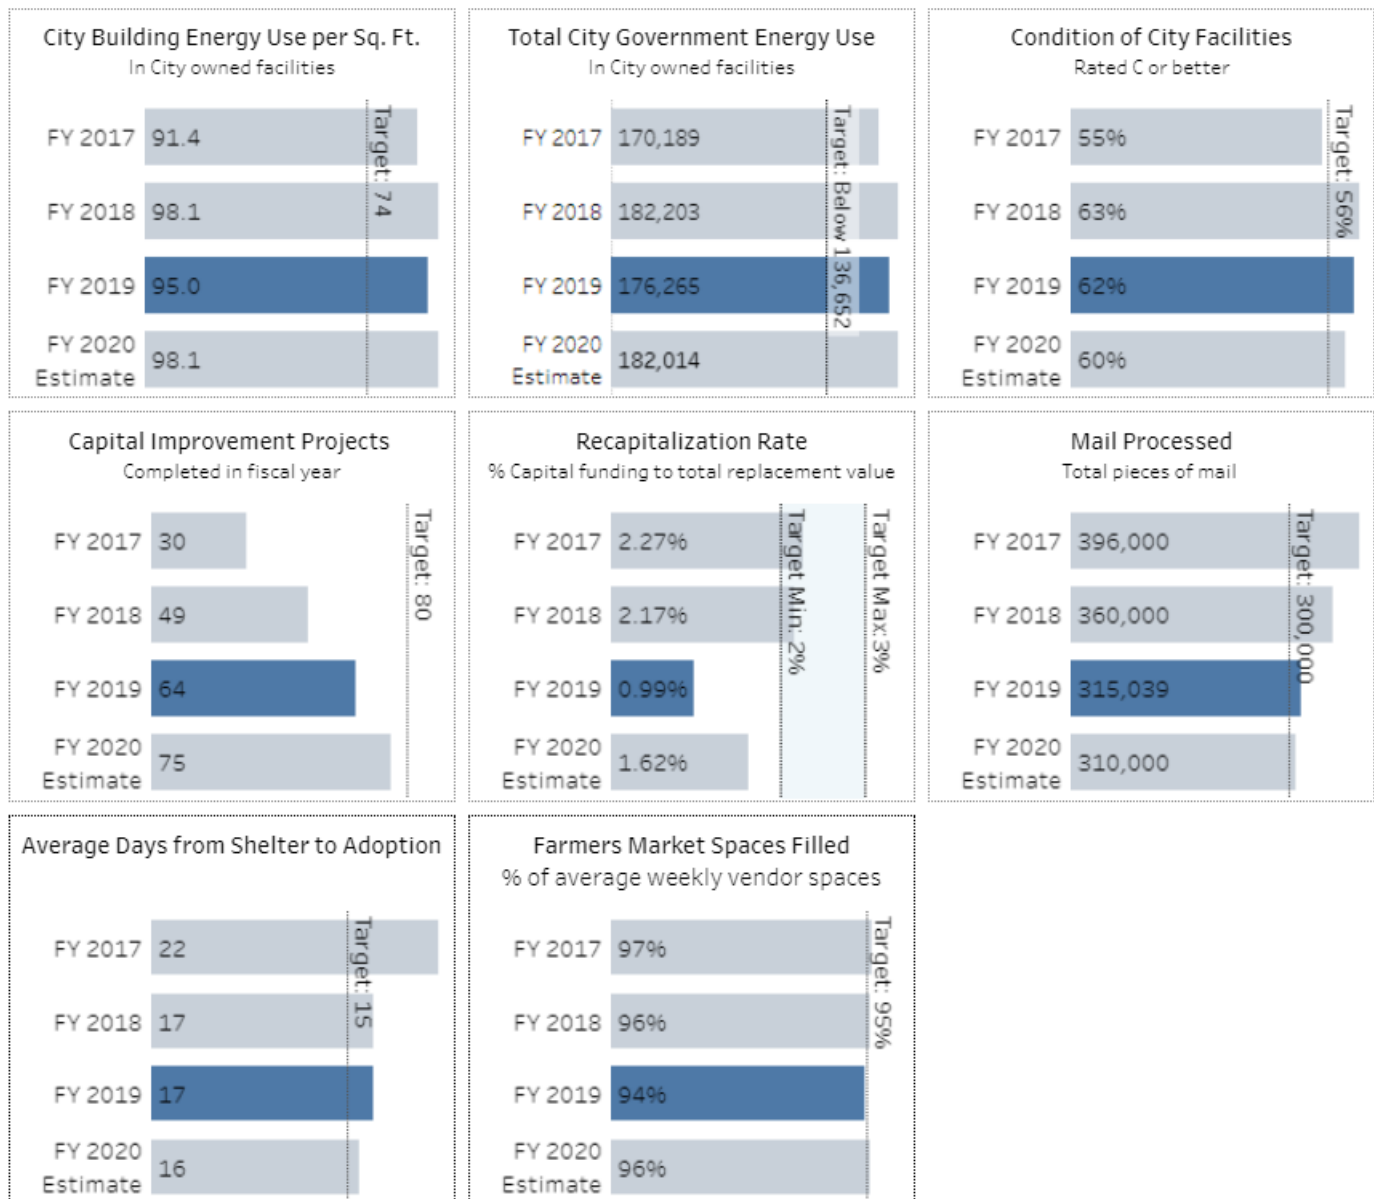 City Building Energy Use per Sq. Ft.
In City owned facilities
FY 2017 91.4
FY 2018 98.1
FY 2019 95.0
FY 2020
Estimate 98.1
Target: 74
Total City Government Energy Use
In City owned facilities
FY 2017 170,189
FY 2018 182,203
FY 2019 176,265
FY 2020
Estimate 182,014
Target: Below 136,652
Condition of City Facilities
Rated C or better
FY 2017 55%
FY 2018 63%
FY 2019 62%
FY 2020
Estimate 60%
Target: 56%
Capital Improvement Projects
Completed in fiscal year
FY 2017 30
FY 2018 49
FY 2019 64
FY 2020
Estimate 75
Target: 80
Recapitalization Rate
% Capital funding to total replacement value
FY 2017 2.27%
FY 2018 2.17%
FY 2019 0.99%
FY 2020
Estimate 1.62%
Target Min: 2%
Target Max: 3%
Mail Processed
Total pieces of mail
FY 2017 396,000
FY 2018 360,000
FY 2019 315,039
FY 2020
Estimate 310,000
Target: 300,000
Average Days from Shelter to Adoption
FY 2017 22
FY 2018 17
FY 2019 17
FY 2020
Estimate 16
Target: 15
Farmers Market Spaces Filled
% of average weekly vendor spaces
FY 2017 97%
FY 2018 96%
FY 2019 94%
FY 2020
Estimate 96%
Target: 95%